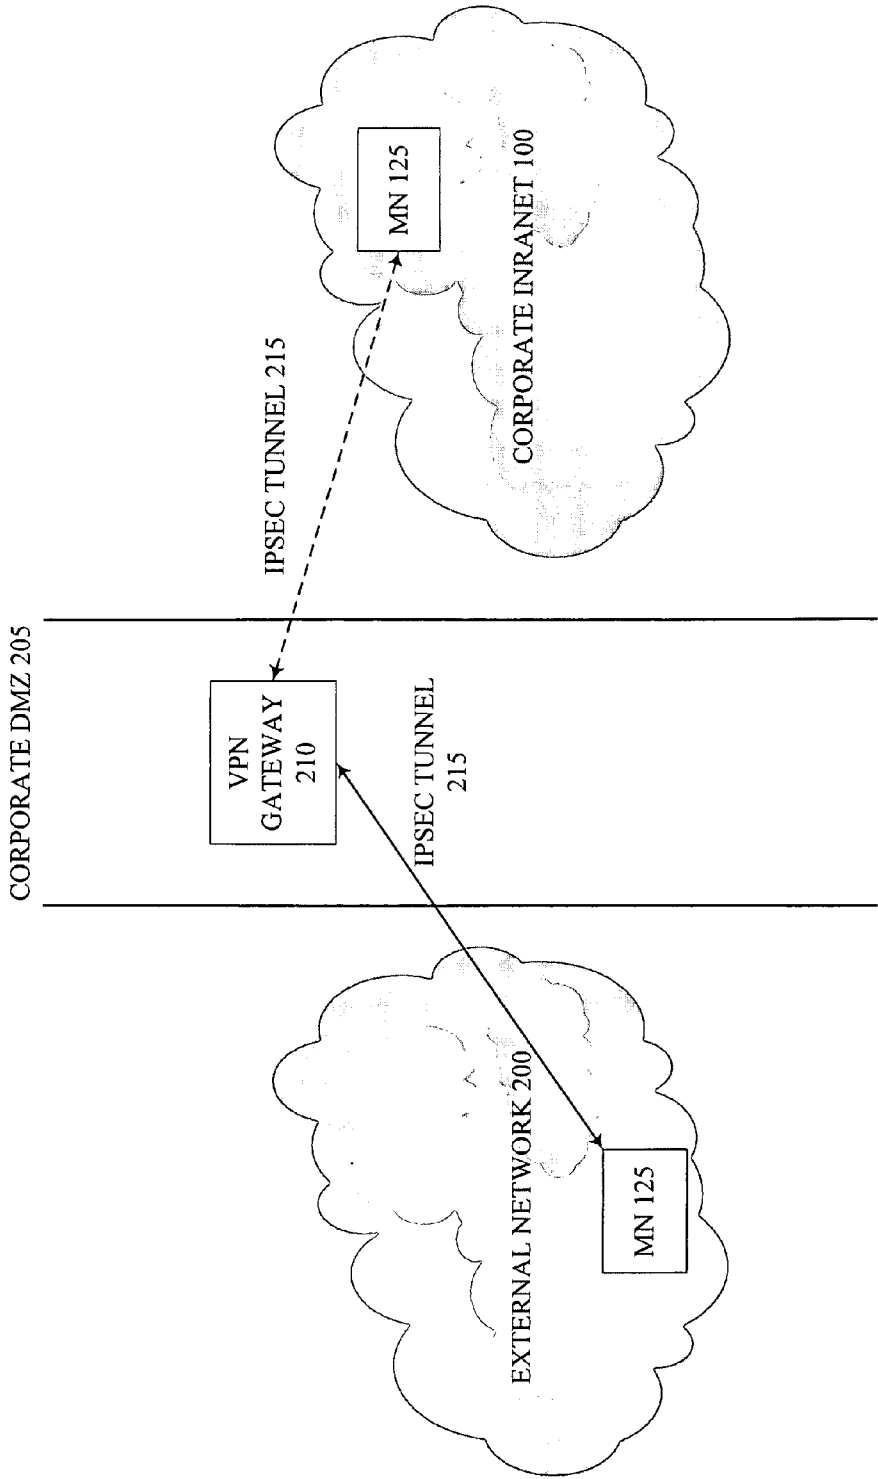 CORPORATE DMZ 205
VPN
GATEWAY
210
IPSEC TUNNEL 215
IPSEC TUNNEL
215
MN 125
EXTERNAL NETWORK 200
MN 125
CORPORATE INRANET 100